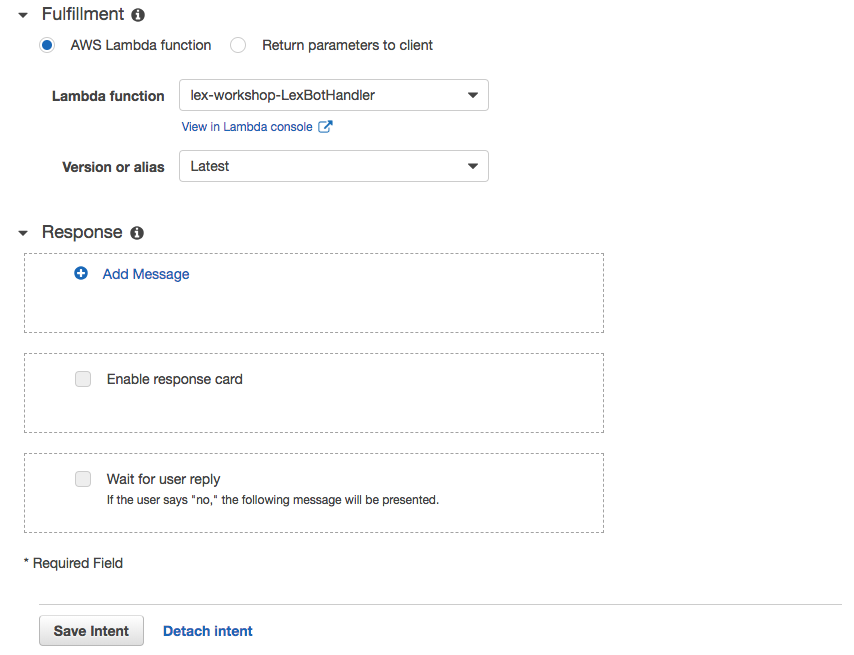 Fulfillment
AWS Lambda function Return parameters to client
Lambda function lex-workshop-LexBotHandler
View in Lambda console
Version or alias Latest
Response
Add Message
Enable response card
Wait for user reply
If the user says "no," the following message will be presented.
* Required Field
Save Intent Detach intent